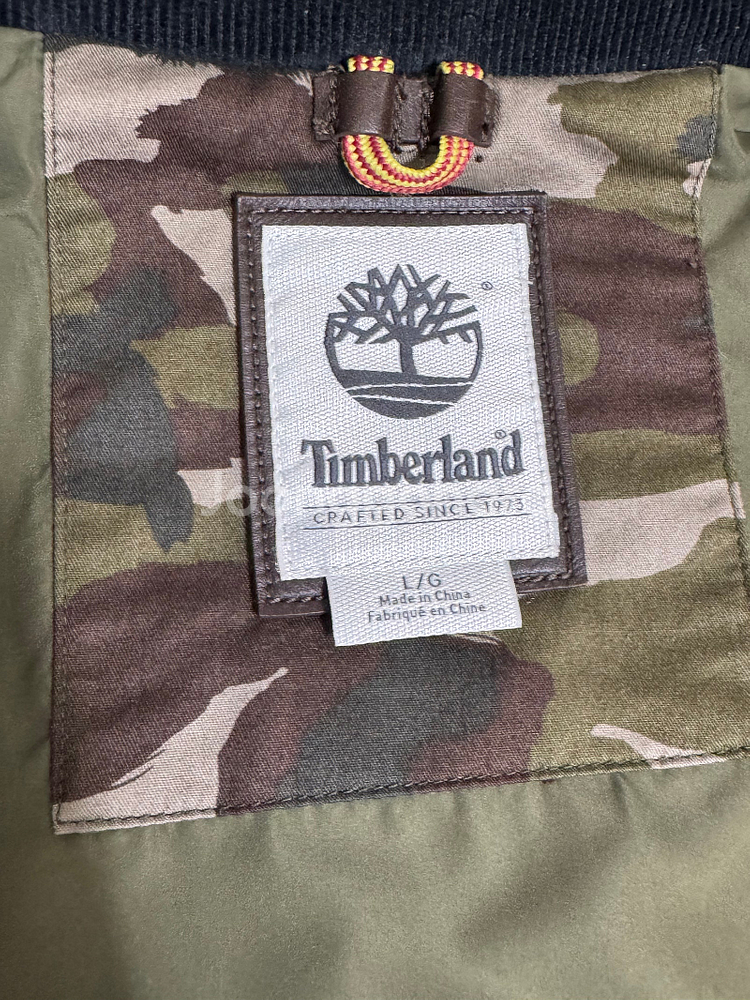 ®
Timberland®
CRAFTED SINCE 1973
L/G
Made in China
Fabriqué en Chine